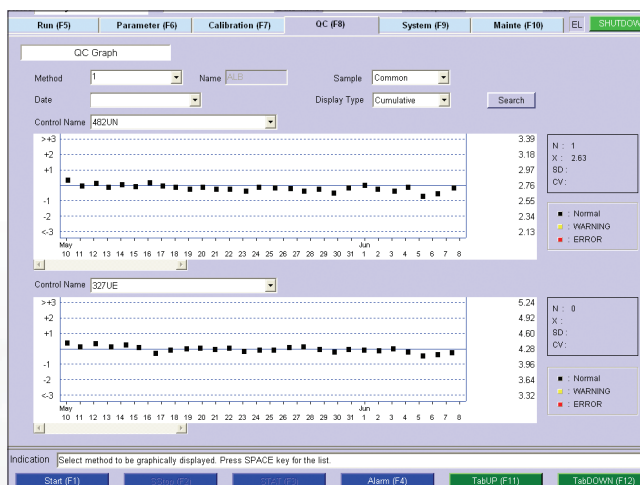 Run (F5) Parameter (F6) Calibration (F7) QC (F8) System (F9) Mainte (F10) EL SHUTDOW
QC Graph
Method 1 Name ALB Sample Common
Date Display Type Cumulative Search
Control Name 482UN
>+3 3.39
+2 3.18
+1 2.97
2.76
-1 2.55
-2 2.34
<-3 2.13
N : 1
X : 2.63
SD :
CV :
: Normal
: WARNING
: ERROR
May Jun
10 11 12 13 14 15 16 17 18 19 20 21 22 23 24 25 26 27 28 29 30 31 1 2 3 4 5 6 7 8
Control Name 327UE
>+3 5.24
+2 4.92
+1 4.60
4.28
-1 3.96
-2 3.64
<-3 3.32
N : 0
X :
SD :
CV :
: Normal
: WARNING
: ERROR
May Jun
10 11 12 13 14 15 16 17 18 19 20 21 22 23 24 25 26 27 28 29 30 31 1 2 3 4 5 6 7 8
Indication Select method to be graphically displayed. Press SPACE key for the list.
Start (F1) STAT (F3) Alarm (F4) TabUP (F11) TabDOWN (F12)